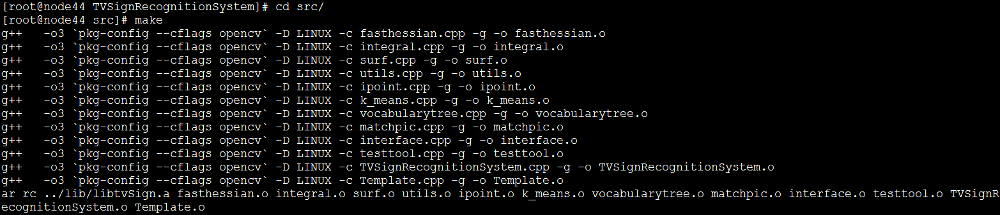 [root@node44 TVSignRecognitionSystem]# cd src/
[root@node44 src]# make
g++   -o3 `pkg-config --cflags opencv` -D LINUX -c fasthessian.cpp -g -o fasthessian.o
g++   -o3 `pkg-config --cflags opencv` -D LINUX -c integral.cpp -g -o integral.o
g++   -o3 `pkg-config --cflags opencv` -D LINUX -c surf.cpp -g -o surf.o
g++   -o3 `pkg-config --cflags opencv` -D LINUX -c utils.cpp -g -o utils.o
g++   -o3 `pkg-config --cflags opencv` -D LINUX -c ipoint.cpp -g -o ipoint.o
g++   -o3 `pkg-config --cflags opencv` -D LINUX -c k_means.cpp -g -o k_means.o
g++   -o3 `pkg-config --cflags opencv` -D LINUX -c vocabularytree.cpp -g -o vocabularytree.o
g++   -o3 `pkg-config --cflags opencv` -D LINUX -c matchpic.cpp -g -o matchpic.o
g++   -o3 `pkg-config --cflags opencv` -D LINUX -c interface.cpp -g -o interface.o
g++   -o3 `pkg-config --cflags opencv` -D LINUX -c testtool.cpp -g -o testtool.o
g++   -o3 `pkg-config --cflags opencv` -D LINUX -c TVSignRecognitionSystem.cpp -g -o TVSignRecognitionSystem.o
g++   -o3 `pkg-config --cflags opencv` -D LINUX -c Template.cpp -g -o Template.o
ar rc ../lib/libtvSign.a fasthessian.o integral.o surf.o utils.o ipoint.o k_means.o vocabularytree.o matchpic.o interface.o testtool.o TVSignR
ecognitionSystem.o Template.o